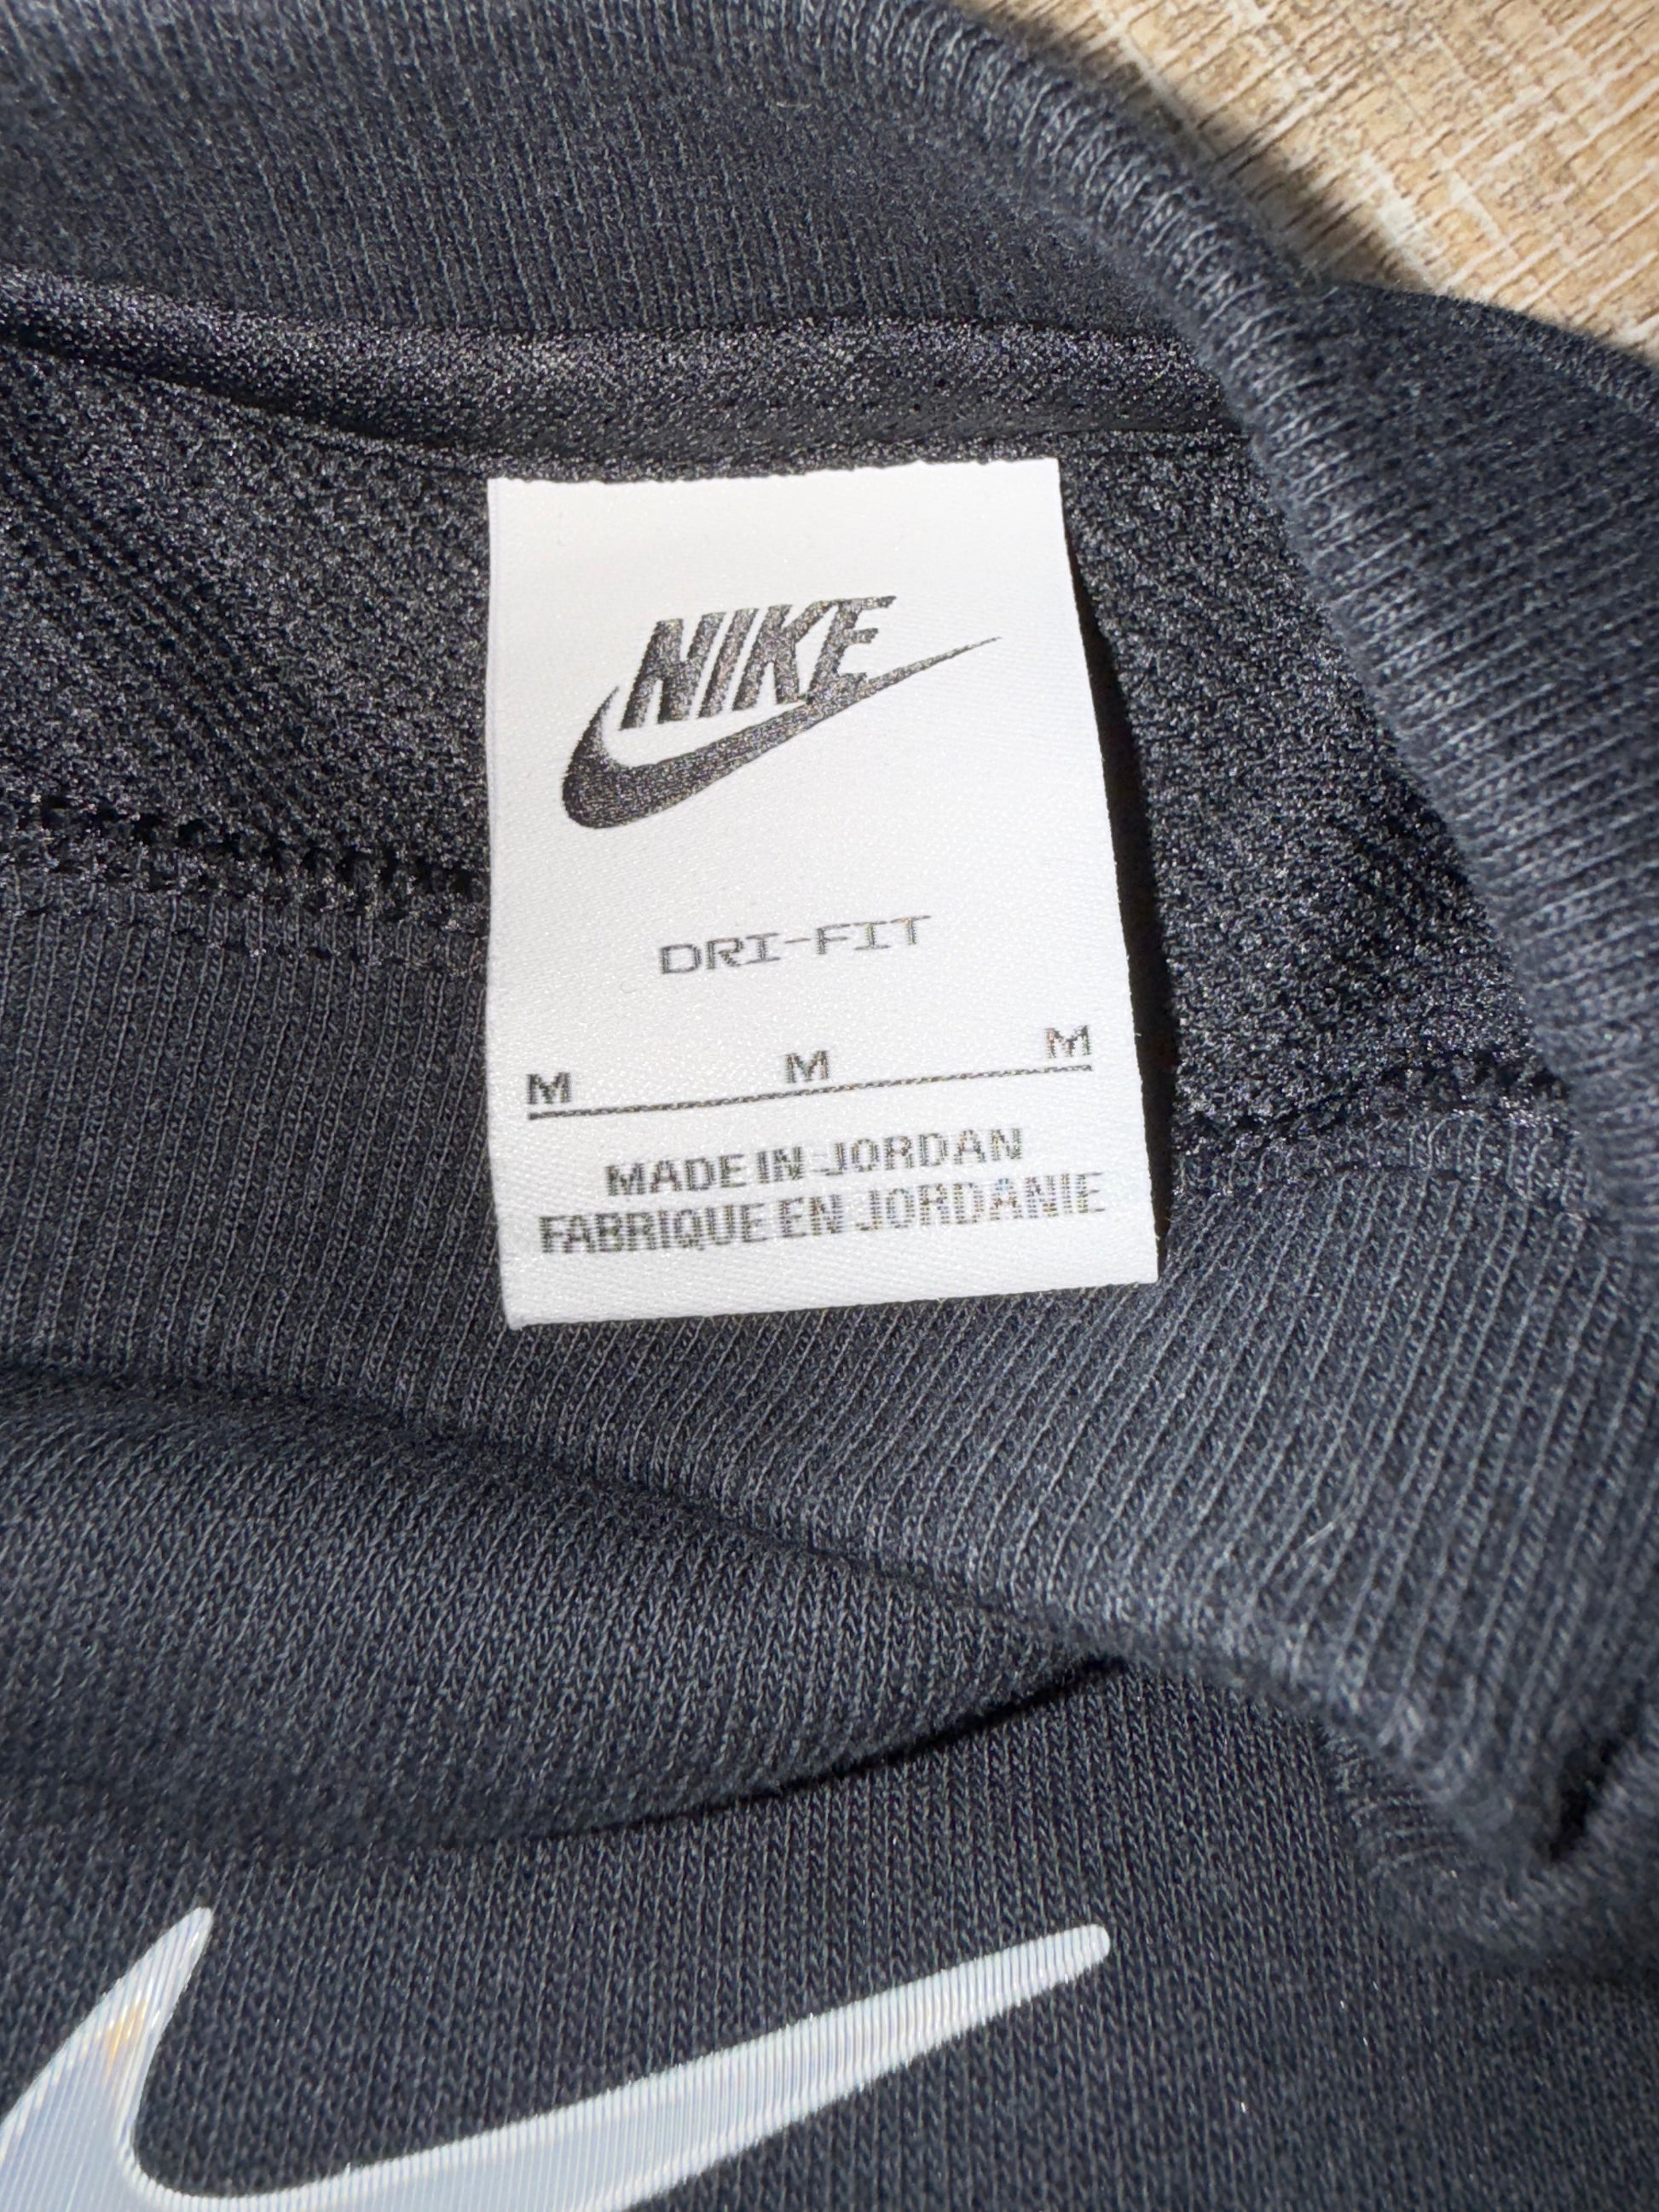 NIKE
DRI-FIT
M M M
MADE IN JORDAN
FABRIQUE EN JORDANIE